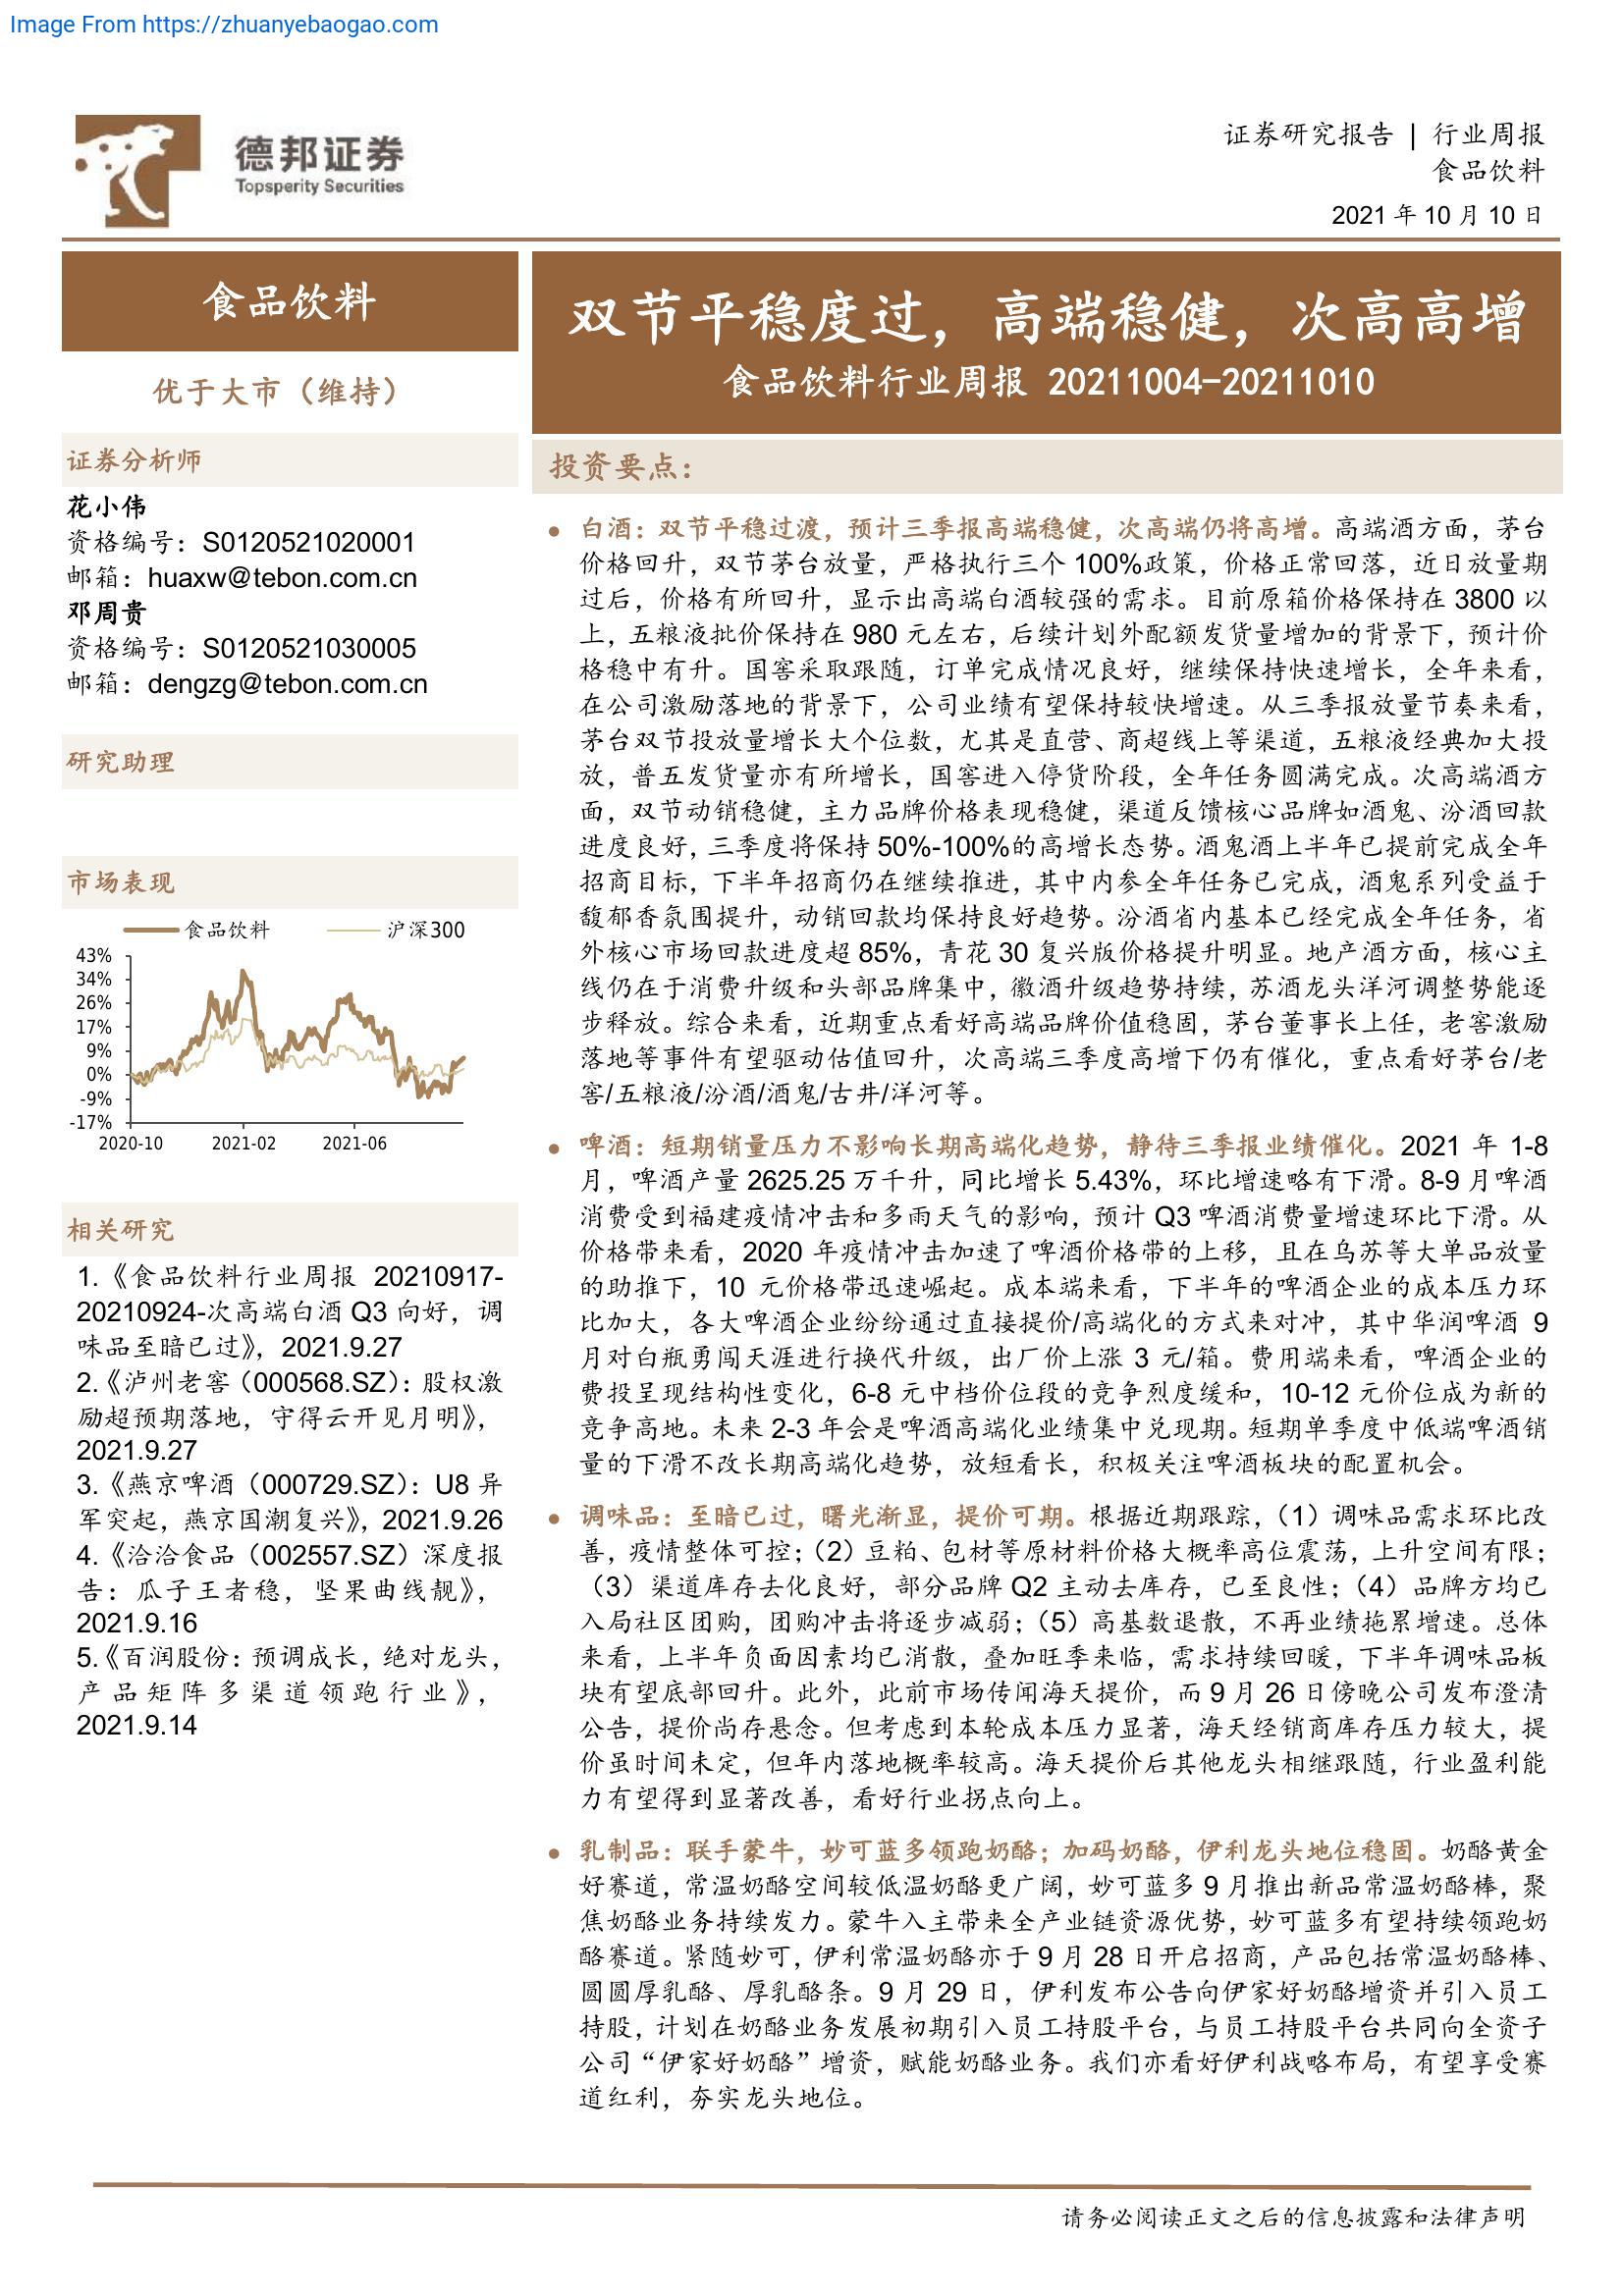 Image From https://zhuanyebaogao.com
德邦证券
Topsperity Securities
证券研究报告 | 行业周报
食品饮料
2021 年 10 月 10 日
食品饮料
优于大市（维持）
证券分析师
花小伟
资格编号：S0120521020001
邮箱：huaxw@tebon.com.cn
邓周贵
资格编号：S0120521030005
邮箱：dengzg@tebon.com.cn
研究助理
市场表现
食品饮料 沪深300
43%
34%
26%
17%
9%
0%
-9%
-17%
2020-10 2021-02 2021-06
相关研究
1.《食品饮料行业周报 20210917-
20210924-次高端白酒 Q3 向好，调
味品至暗已过》，2021.9.27
2.《泸州老窖（000568.SZ）：股权激
励超预期落地，守得云开见月明》，
2021.9.27
3.《燕京啤酒（000729.SZ）：U8 异
军突起，燕京国潮复兴》，2021.9.26
4.《洽洽食品（002557.SZ）深度报
告：瓜子王者稳，坚果曲线靓》，
2021.9.16
5.《百润股份：预调成长，绝对龙头，
产品矩阵多渠道领跑行业》，
2021.9.14
双节平稳度过，高端稳健，次高高增
食品饮料行业周报 20211004-20211010
投资要点：
● 白酒：双节平稳过渡，预计三季报高端稳健，次高端仍将高增。高端酒方面，茅台
价格回升，双节茅台放量，严格执行三个 100%政策，价格正常回落，近日放量期
过后，价格有所回升，显示出高端白酒较强的需求。目前原箱价格保持在 3800 以
上，五粮液批价保持在 980 元左右，后续计划外配额发货量增加的背景下，预计价
格稳中有升。国窖采取跟随，订单完成情况良好，继续保持快速增长，全年来看，
在公司激励落地的背景下，公司业绩有望保持较快增速。从三季报放量节奏来看，
茅台双节投放量增长大个位数，尤其是直营、商超线上等渠道，五粮液经典加大投
放，普五发货量亦有所增长，国窖进入停货阶段，全年任务圆满完成。次高端酒方
面，双节动销稳健，主力品牌价格表现稳健，渠道反馈核心品牌如酒鬼、汾酒回款
进度良好，三季度将保持 50%-100%的高增长态势。酒鬼酒上半年已提前完成全年
招商目标，下半年招商仍在继续推进，其中内参全年任务已完成，酒鬼系列受益于
馥郁香氛围提升，动销回款均保持良好趋势。汾酒省内基本已经完成全年任务，省
外核心市场回款进度超 85%，青花 30 复兴版价格提升明显。地产酒方面，核心主
线仍在于消费升级和头部品牌集中，徽酒升级趋势持续，苏酒龙头洋河调整势能逐
步释放。综合来看，近期重点看好高端品牌价值稳固，茅台董事长上任，老窖激励
落地等事件有望驱动估值回升，次高端三季度高增下仍有催化，重点看好茅台/老
窖/五粮液/汾酒/酒鬼/古井/洋河等。
● 啤酒：短期销量压力不影响长期高端化趋势，静待三季报业绩催化。2021 年 1-8
月，啤酒产量 2625.25 万千升，同比增长 5.43%，环比增速略有下滑。8-9 月啤酒
消费受到福建疫情冲击和多雨天气的影响，预计 Q3 啤酒消费量增速环比下滑。从
价格带来看，2020 年疫情冲击加速了啤酒价格带的上移，且在乌苏等大单品放量
的助推下，10 元价格带迅速崛起。成本端来看，下半年的啤酒企业的成本压力环
比加大，各大啤酒企业纷纷通过直接提价/高端化的方式来对冲，其中华润啤酒 9
月对白瓶勇闯天涯进行换代升级，出厂价上涨 3 元/箱。费用端来看，啤酒企业的
费投呈现结构性变化，6-8 元中档价位段的竞争烈度缓和，10-12 元价位成为新的
竞争高地。未来 2-3 年会是啤酒高端化业绩集中兑现期。短期单季度中低端啤酒销
量的下滑不改长期高端化趋势，放短看长，积极关注啤酒板块的配置机会。
● 调味品：至暗已过，曙光渐显，提价可期。根据近期跟踪，（1）调味品需求环比改
善，疫情整体可控；（2）豆粕、包材等原材料价格大概率高位震荡，上升空间有限；
（3）渠道库存去化良好，部分品牌 Q2 主动去库存，已至良性；（4）品牌方均已
入局社区团购，团购冲击将逐步减弱；（5）高基数退散，不再业绩拖累增速。总体
来看，上半年负面因素均已消散，叠加旺季来临，需求持续回暖，下半年调味品板
块有望底部回升。此外，此前市场传闻海天提价，而 9 月 26 日傍晚公司发布澄清
公告，提价尚存悬念。但考虑到本轮成本压力显著，海天经销商库存压力较大，提
价虽时间未定，但年内落地概率较高。海天提价后其他龙头相继跟随，行业盈利能
力有望得到显著改善，看好行业拐点向上。
● 乳制品：联手蒙牛，妙可蓝多领跑奶酪；加码奶酪，伊利龙头地位稳固。奶酪黄金
好赛道，常温奶酪空间较低温奶酪更广阔，妙可蓝多 9 月推出新品常温奶酪棒，聚
焦奶酪业务持续发力。蒙牛入主带来全产业链资源优势，妙可蓝多有望持续领跑奶
酪赛道。紧随妙可，伊利常温奶酪亦于 9 月 28 日开启招商，产品包括常温奶酪棒、
圆圆厚乳酪、厚乳酪条。9 月 29 日，伊利发布公告向伊家好奶酪增资并引入员工
持股，计划在奶酪业务发展初期引入员工持股平台，与员工持股平台共同向全资子
公司“伊家好奶酪”增资，赋能奶酪业务。我们亦看好伊利战略布局，有望享受赛
道红利，夯实龙头地位。
请务必阅读正文之后的信息披露和法律声明